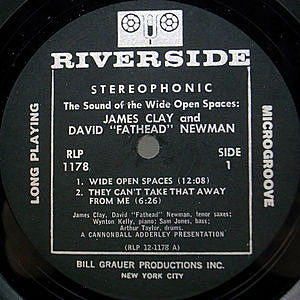 RIVERSIDE
STEREOPHONIC
The Sound of the Wide Open Spaces:
JAMES CLAY and
DAVID "FATHEAD" NEWMAN
RLP
1178
SIDE
1
LONG PLAYING
MICROGROOVE
1. WIDE OPEN SPACES (12:08)
2. THEY CAN'T TAKE THAT AWAY
FROM ME (6:26)
James Clay, David "Fathead" Newman, tenor saxes;
Wynton Kelly, piano; Sam Jones, bass;
Arthur Taylor, drums.
A CANNONBALL ADDERLEY PRESENTATION
(RLP 12-1178 A)
BILL GRAUER PRODUCTIONS INC.
NEW YORK CITY